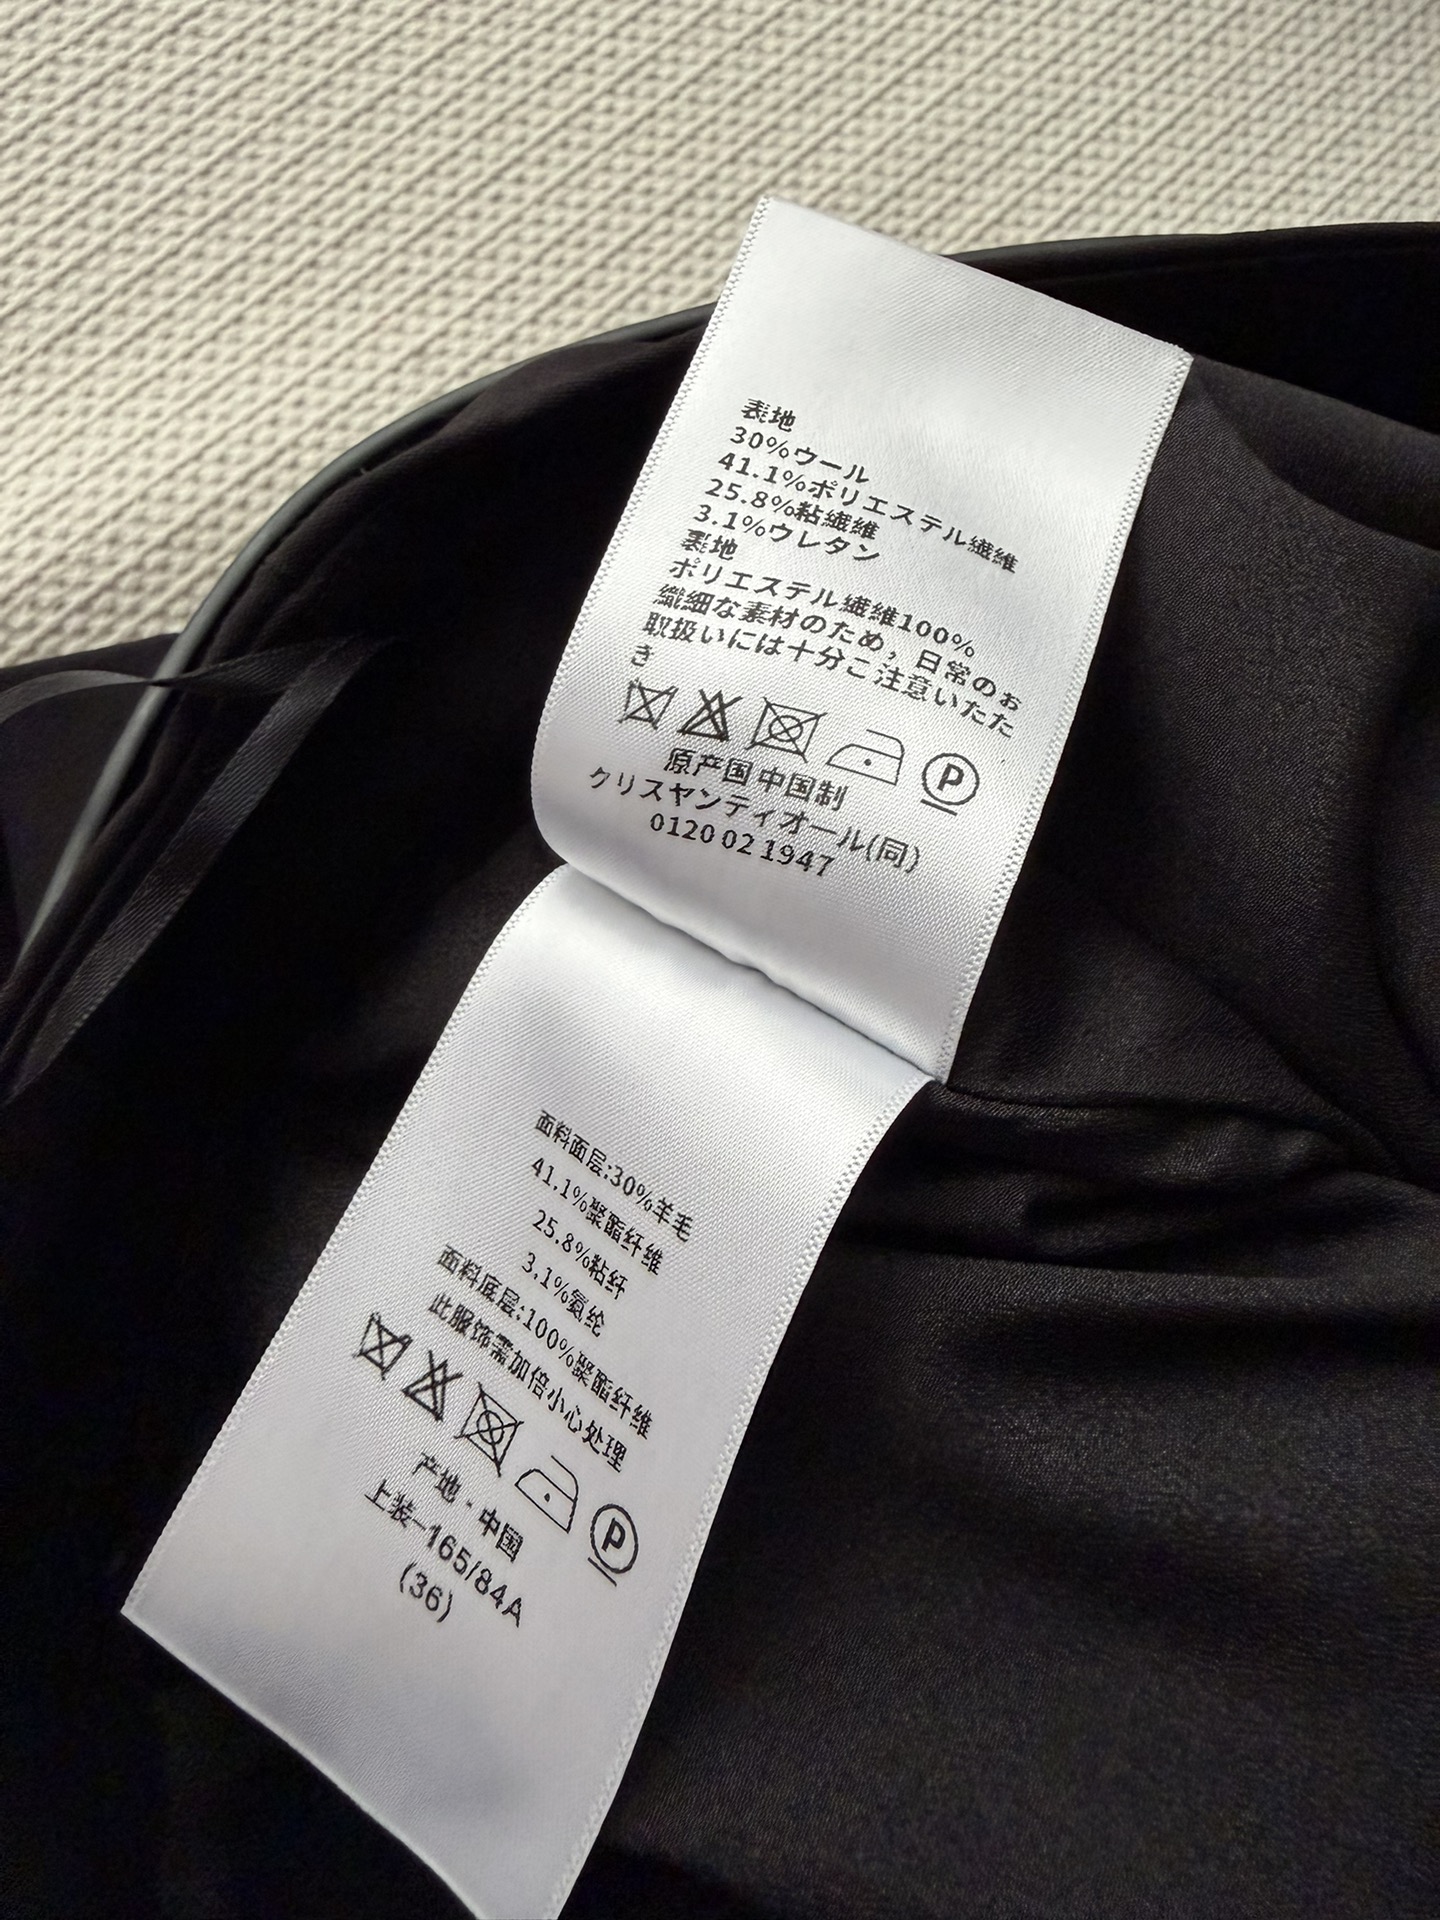 表地
30%ウール
41.1%ポリエステル繊維
25.8%粘繊維
3.1%ウレタン
裏地
ポリエステル繊維100%
繊細な素材のため，日常のお
取扱いには十分ご注意いたた
き
P
原产国中国制
クリスヤンティオール(同)
0120 02 1947
面料面层:30%羊毛
41.1%聚酯纤维
25.8%粘纤
3.1%氨纶
面料底层:100%聚酯纤维
此服饰需加倍小心处理
P
产地·中国
上装-165/84A
(36)